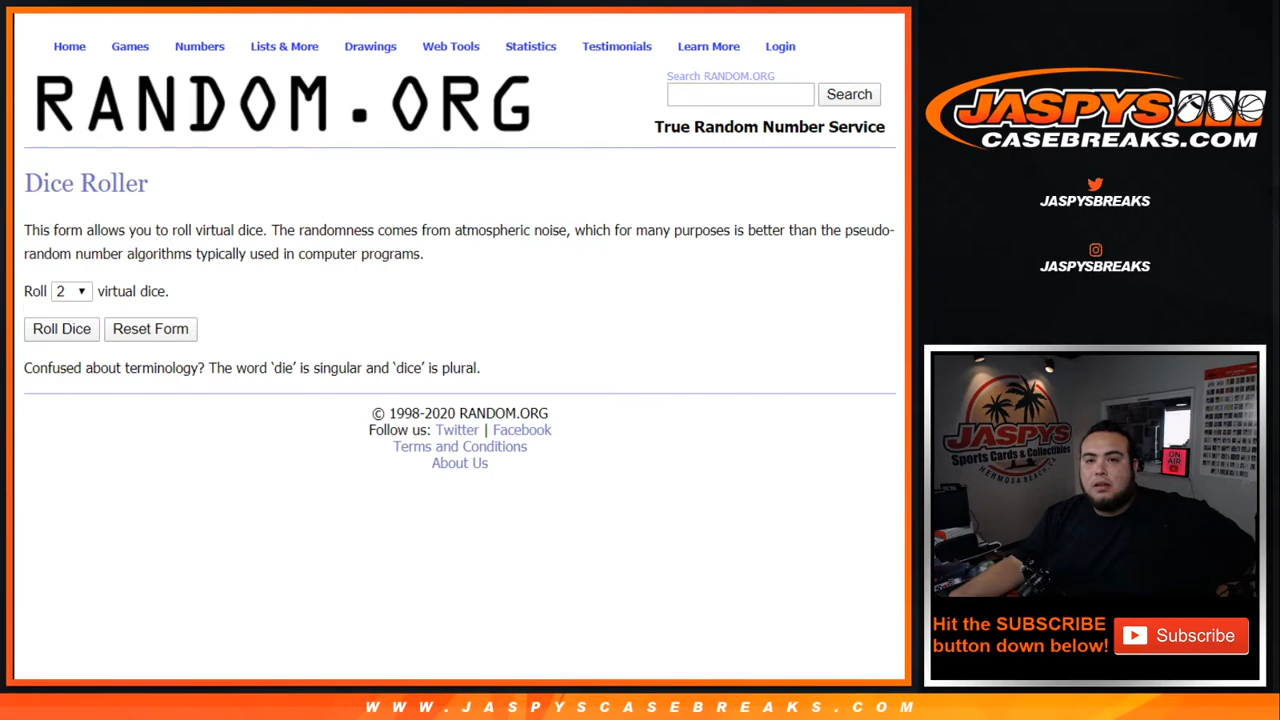 Home Games Numbers Lists & More Drawings Web Tools Statistics Testimonials Learn More Login
RANDOM.ORG
Search RANDOM.ORG
Search
True Random Number Service
Dice Roller
This form allows you to roll virtual dice. The randomness comes from atmospheric noise, which for many purposes is better than the pseudo-
random number algorithms typically used in computer programs.
Roll 2 virtual dice.
Roll Dice Reset Form
Confused about terminology? The word ‘die’ is singular and ‘dice’ is plural.
© 1998-2020 RANDOM.ORG
Follow us: Twitter | Facebook
Terms and Conditions
About Us
JASPYS
CASEBREAKS.COM
JASPYSBREAKS
JASPYSBREAKS
JASPYS
Sports Cards & Collectibles
HERMOSA BEACH, CA
ON
AIR
Hit the SUBSCRIBE
button down below!
Subscribe
WWW.JASPYSCASEBREAKS.COM